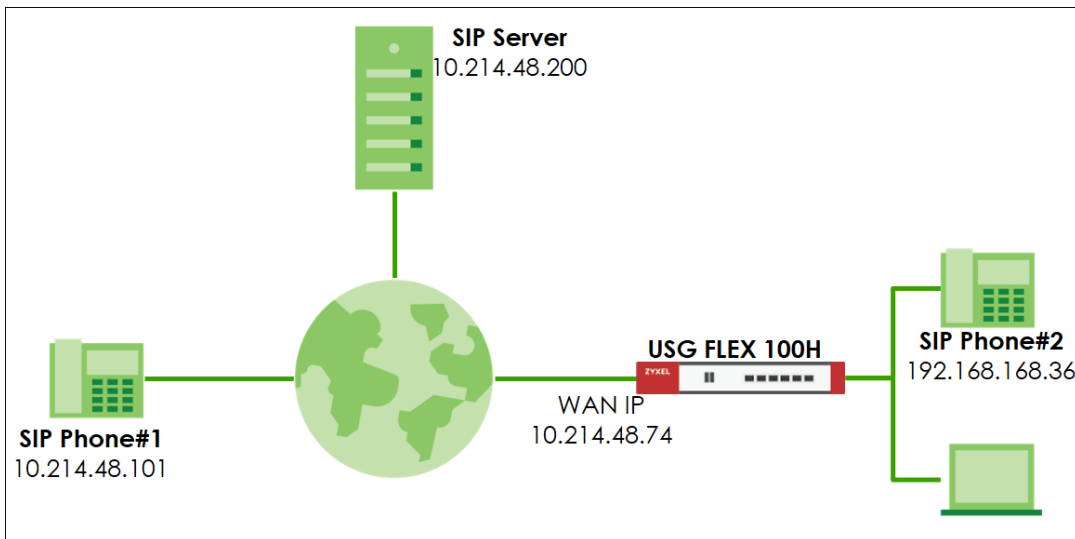 SIP Server
10.214.48.200
USG FLEX 100H
ZYXEL
SIP Phone#2
192.168.168.36
WAN IP
10.214.48.74
SIP Phone#1
10.214.48.101